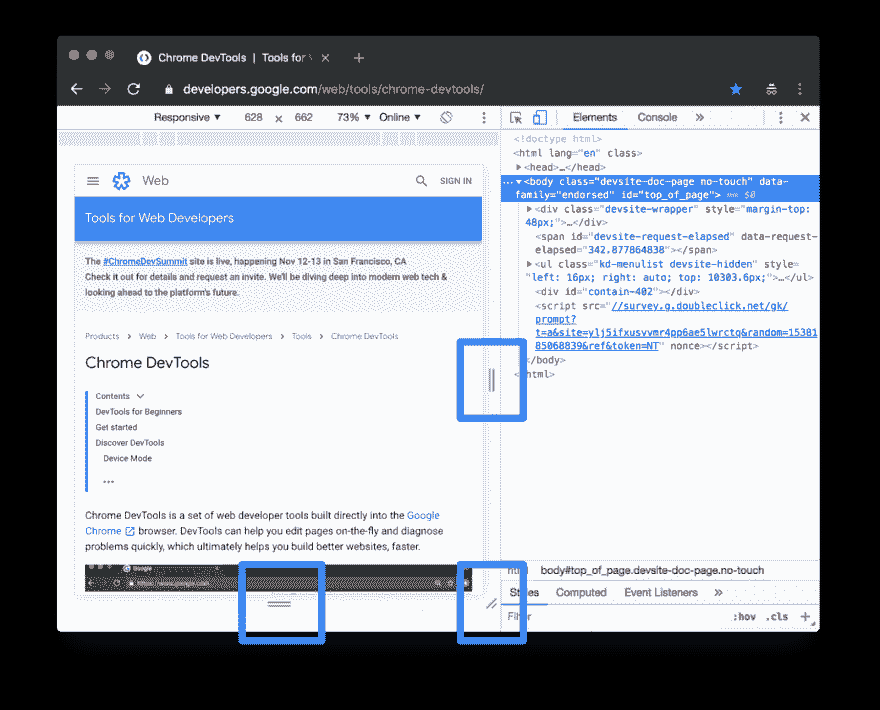 Chrome DevTools | Tools for
developers.google.com/web/tools/chrome-devtools/
Responsive 628 × 662 73% Online
Elements Console »
Web SIGN IN
Tools for Web Developers
The #ChromeDevSummit site is live, happening Nov 12-13 in San Francisco, CA
Check it out for details and request an invite. We'll be diving deep into modern web tech &
looking ahead to the platform's future.
Products > Web > Tools for Web Developers > Tools > Chrome DevTools
Chrome DevTools
Contents
DevTools for Beginners
Get started
Discover DevTools
Device Mode
...
Chrome DevTools is a set of web developer tools built directly into the Google
Chrome browser. DevTools can help you edit pages on-the-fly and diagnose
problems quickly, which ultimately helps you build better websites, faster.
Google
<!doctype html>
<html lang="en" class>
<head>…</head>
<body class="devsite-doc-page no-touch" data-
family="endorsed" id="top_of_page"> == $0
<div class="devsite-wrapper" style="margin-top:
48px;">…</div>
<span id="devsite-request-elapsed" data-request-
elapsed="342.877864838"></span>
<ul class="kd-menulist devsite-hidden" style=
"left: 16px; right: auto; top: 10303.6px;">…</ul>
<div id="contain-402"></div>
<script src="//survey.g.doubleclick.net/gk/
prompt?
t=a&site=ylj5ifxusvvmr4pp6ae5lwrctq&random=15381
85068839&ref&token=NT" nonce></script>
/body>
html>
body#top_of_page.devsite-doc-page.no-touch
Styles Computed Event Listeners »
Filter :hov .cls +